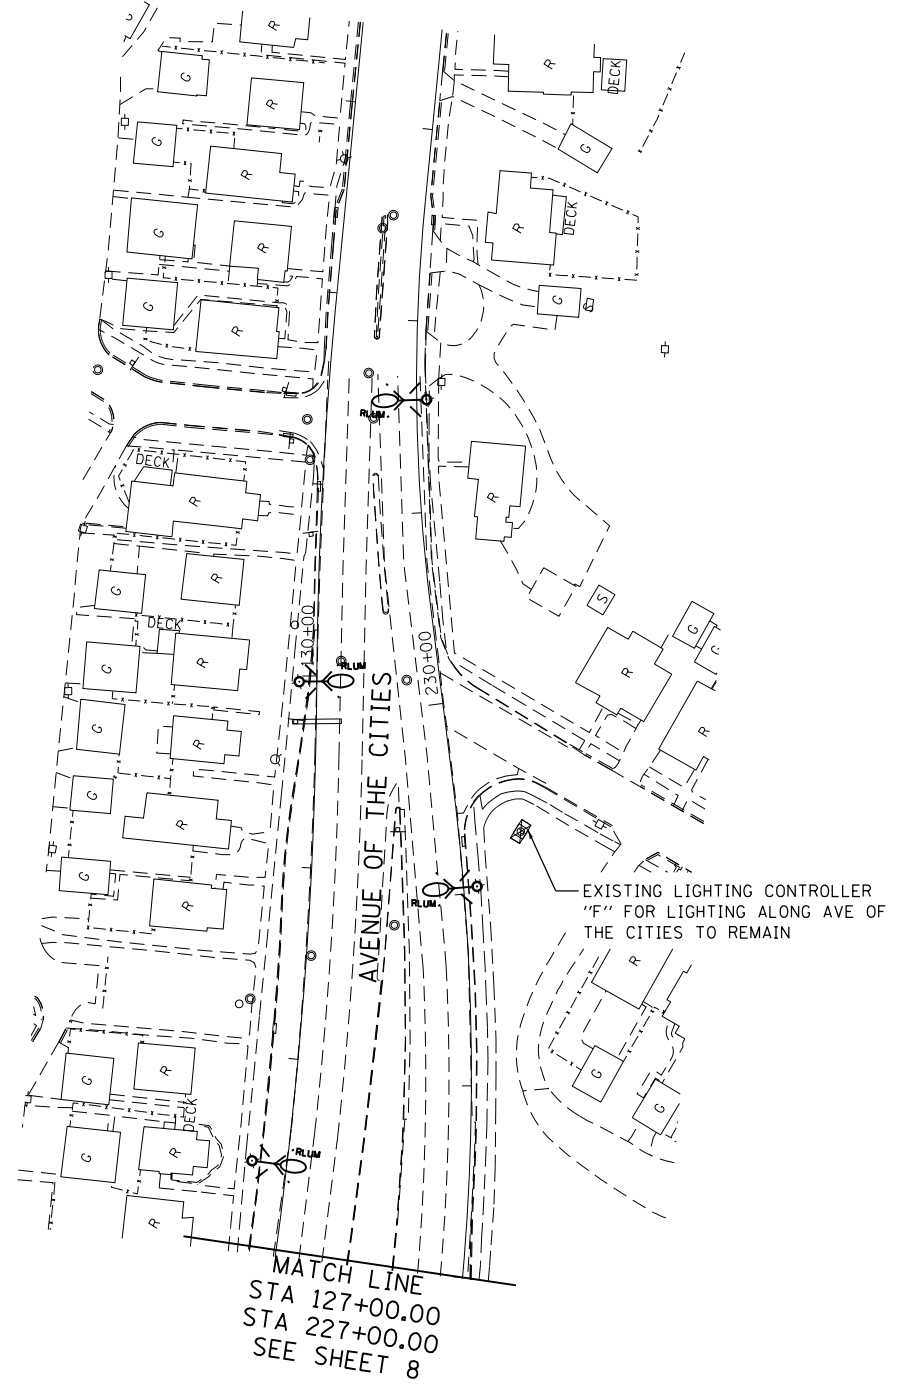 G
R
G
R
DECK
R
G
G
R
R
DECK
G
R
R
G
G
R
RLUM.
DECK
R
R
R
G
S
DECK
G
130+00
230+00
G
R
R
RLUM
G
R
R
AVENUE OF THE CITIES
G
R
G
RLUM.
EXISTING LIGHTING CONTROLLER
"F" FOR LIGHTING ALONG AVE OF
THE CITIES TO REMAIN
R
R
G
R
G
DECK
G
R
G
RLUM
R
MATCH LINE
STA 127+00.00
STA 227+00.00
SEE SHEET 8